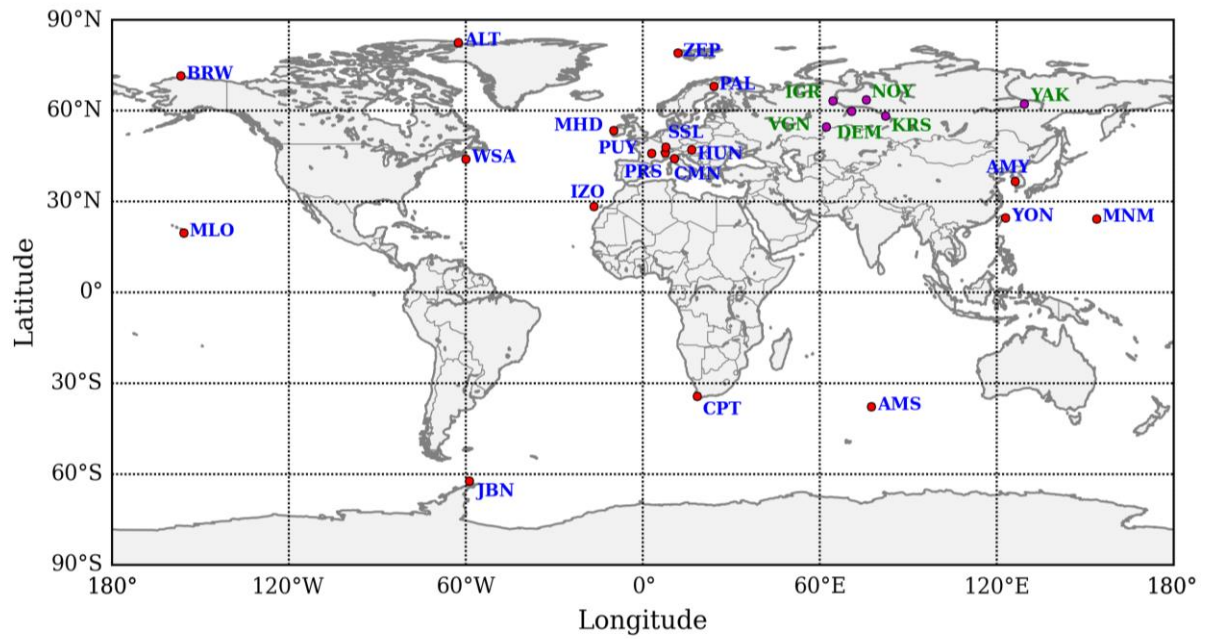 90°N
ALT
ZEP
BRW
PAL
IGR
NOY
YAK
60°N
MHD
SSL
VGN
DEM
KRS
PUY
HUN
WSA
PRS
CMN
AMY
30°N
IZO
YON
MNM
MLO
Latitude
0°
30°S
CPT
AMS
60°S
JBN
90°S
180°
120°W
60°W
0°
60°E
120°E
180°
Longitude